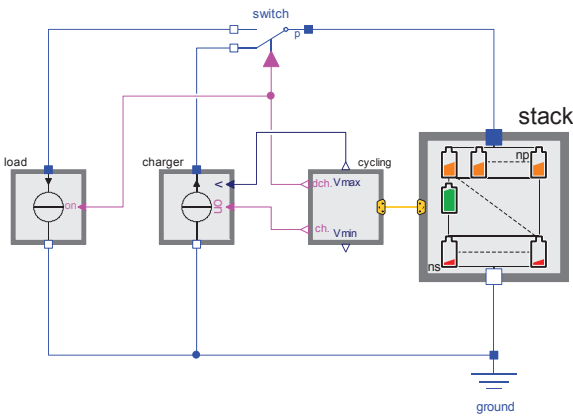 switch
p
stack
load
charger
cycling
np
on
<
on
dch.
Vmax
ch.
Vmin
ns
ground